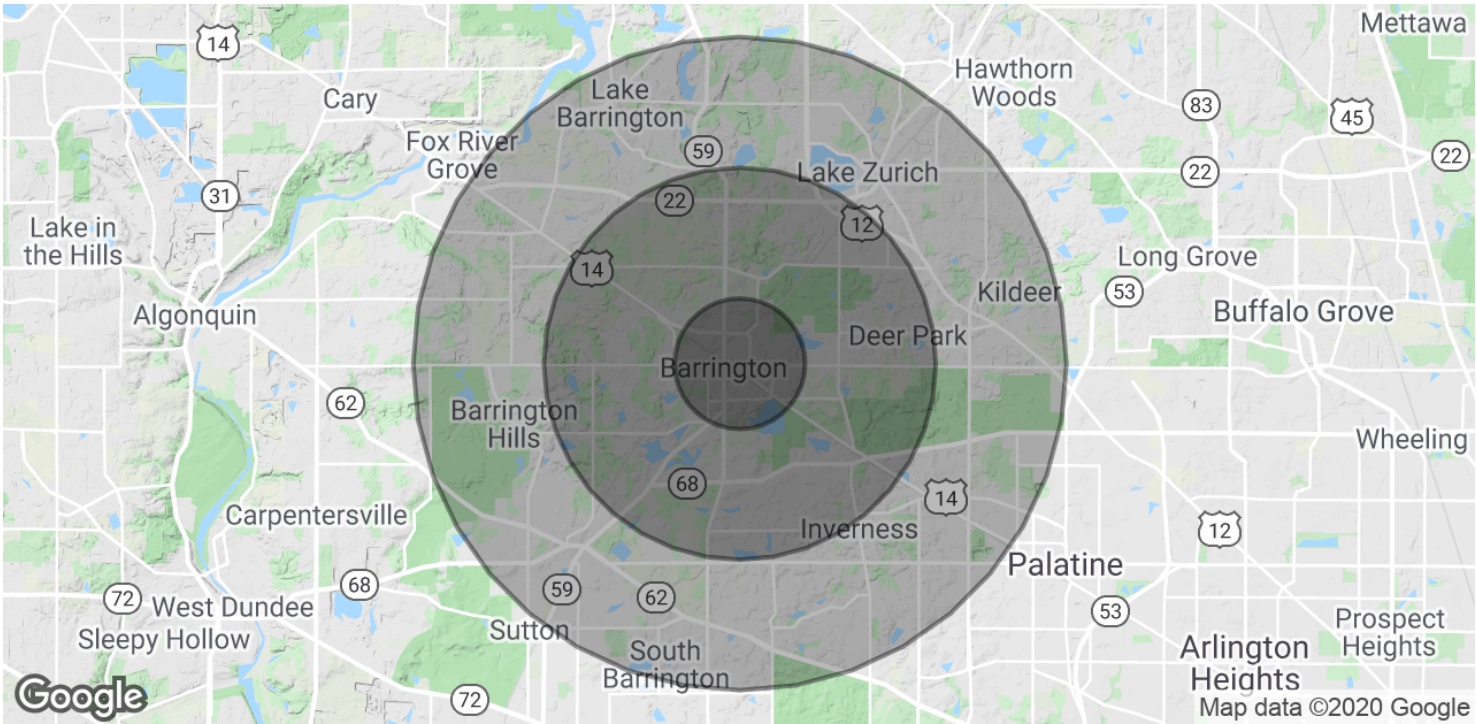 Mettawa
14
Hawthorn
Woods
Cary
Lake
Barrington
83
45
Fox River
Grove
59
22
Lake Zurich
22
31
22
12
Lake in
the Hills
Long Grove
14
53
Kildeer
Algonquin
Buffalo Grove
Deer Park
Barrington
62
Barrington
Hills
Wheeling
68
14
Carpentersville
Inverness
12
Palatine
68
59
62
72
West Dundee
53
Sleepy Hollow
Sutton
Prospect
Heights
South
Barrington
Arlington
Heights
72
Google
Map data ©2020 Google